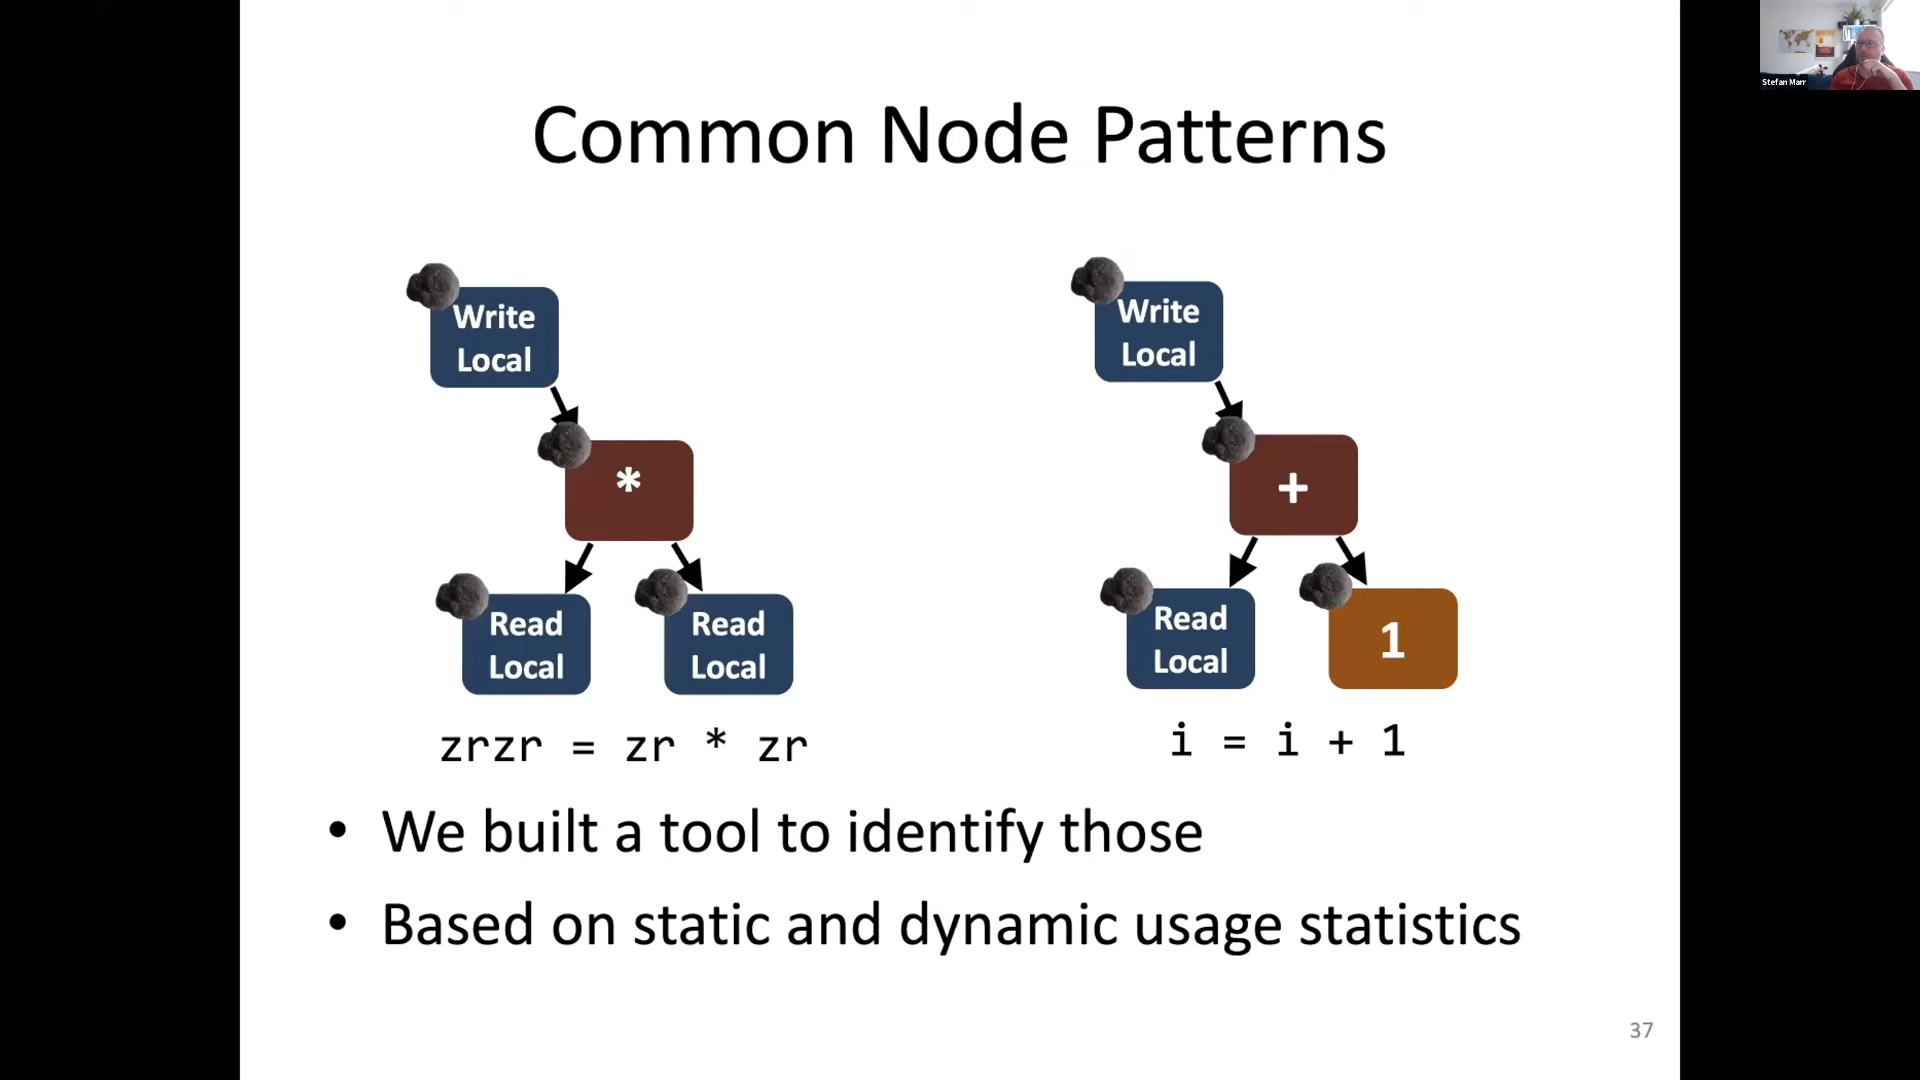 Stefan Marr
Common Node Patterns
Write
Local
*
Read
Local
Read
Local
zrzr = zr * zr
Write
Local
+
Read
Local
1
i = i + 1
• We built a tool to identify those
• Based on static and dynamic usage statistics
37